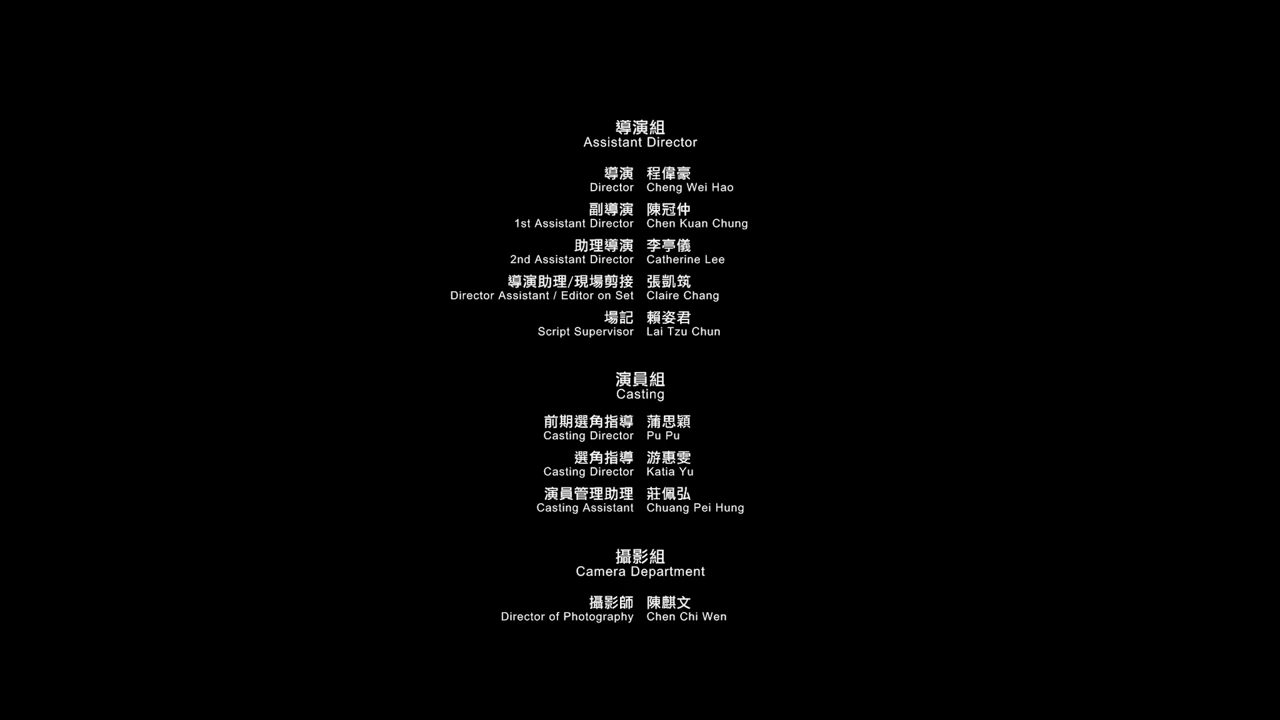 導演組
Assistant Director
導演 程偉豪
Director Cheng Wei Hao
副導演 陳冠仲
1st Assistant Director Chen Kuan Chung
助理導演 李亭儀
2nd Assistant Director Catherine Lee
導演助理/現場剪接 張凱筑
Director Assistant / Editor on Set Claire Chang
場記 賴姿君
Script Supervisor Lai Tzu Chun
演員組
Casting
前期選角指導 蒲思穎
Casting Director Pu Pu
選角指導 游惠雯
Casting Director Katia Yu
演員管理助理 莊佩弘
Casting Assistant Chuang Pei Hung
攝影組
Camera Department
攝影師 陳麒文
Director of Photography Chen Chi Wen